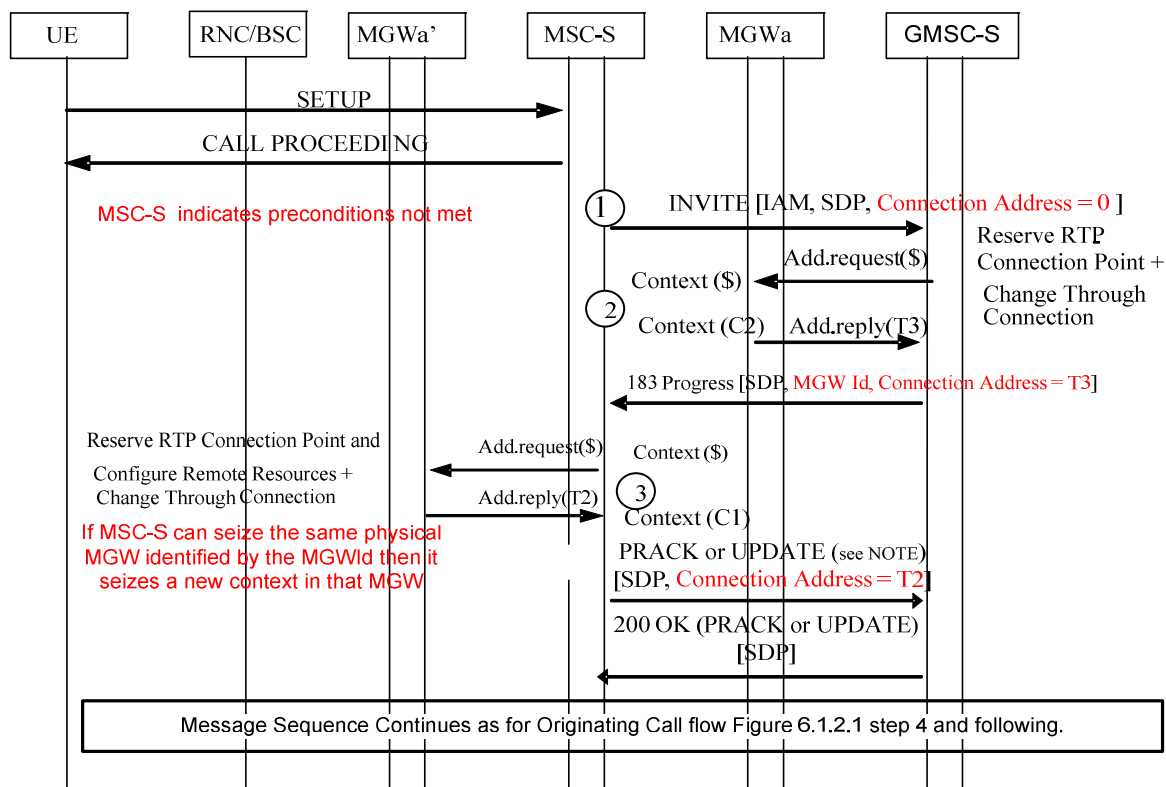 UE RNC/BSC MGWa’ MSC-S MGWa GMSC-S
SETUP
CALL PROCEEDING
MSC-S indicates preconditions not met
1
INVITE [IAM, SDP, Connection Address = 0 ]
Reserve RTP
Connection Point +
Change Through
Connection
Add.request($)
Context ($)
2
Context (C2)
Add.reply(T3)
183 Progress [SDP, MGW Id, Connection Address = T3]
Reserve RTP Connection Point and
Configure Remote Resources +
Change Through Connection
Add.request($)
Context ($)
Add.reply(T2)
3
Context (C1)
If MSC-S can seize the same physical
MGW identified by the MGWId then it
seizes a new context in that MGW
PRACK or UPDATE (see NOTE)
[SDP, Connection Address = T2]
200 OK (PRACK or UPDATE)
[SDP]
Message Sequence Continues as for Originating Call flow Figure 6.1.2.1 step 4 and following.